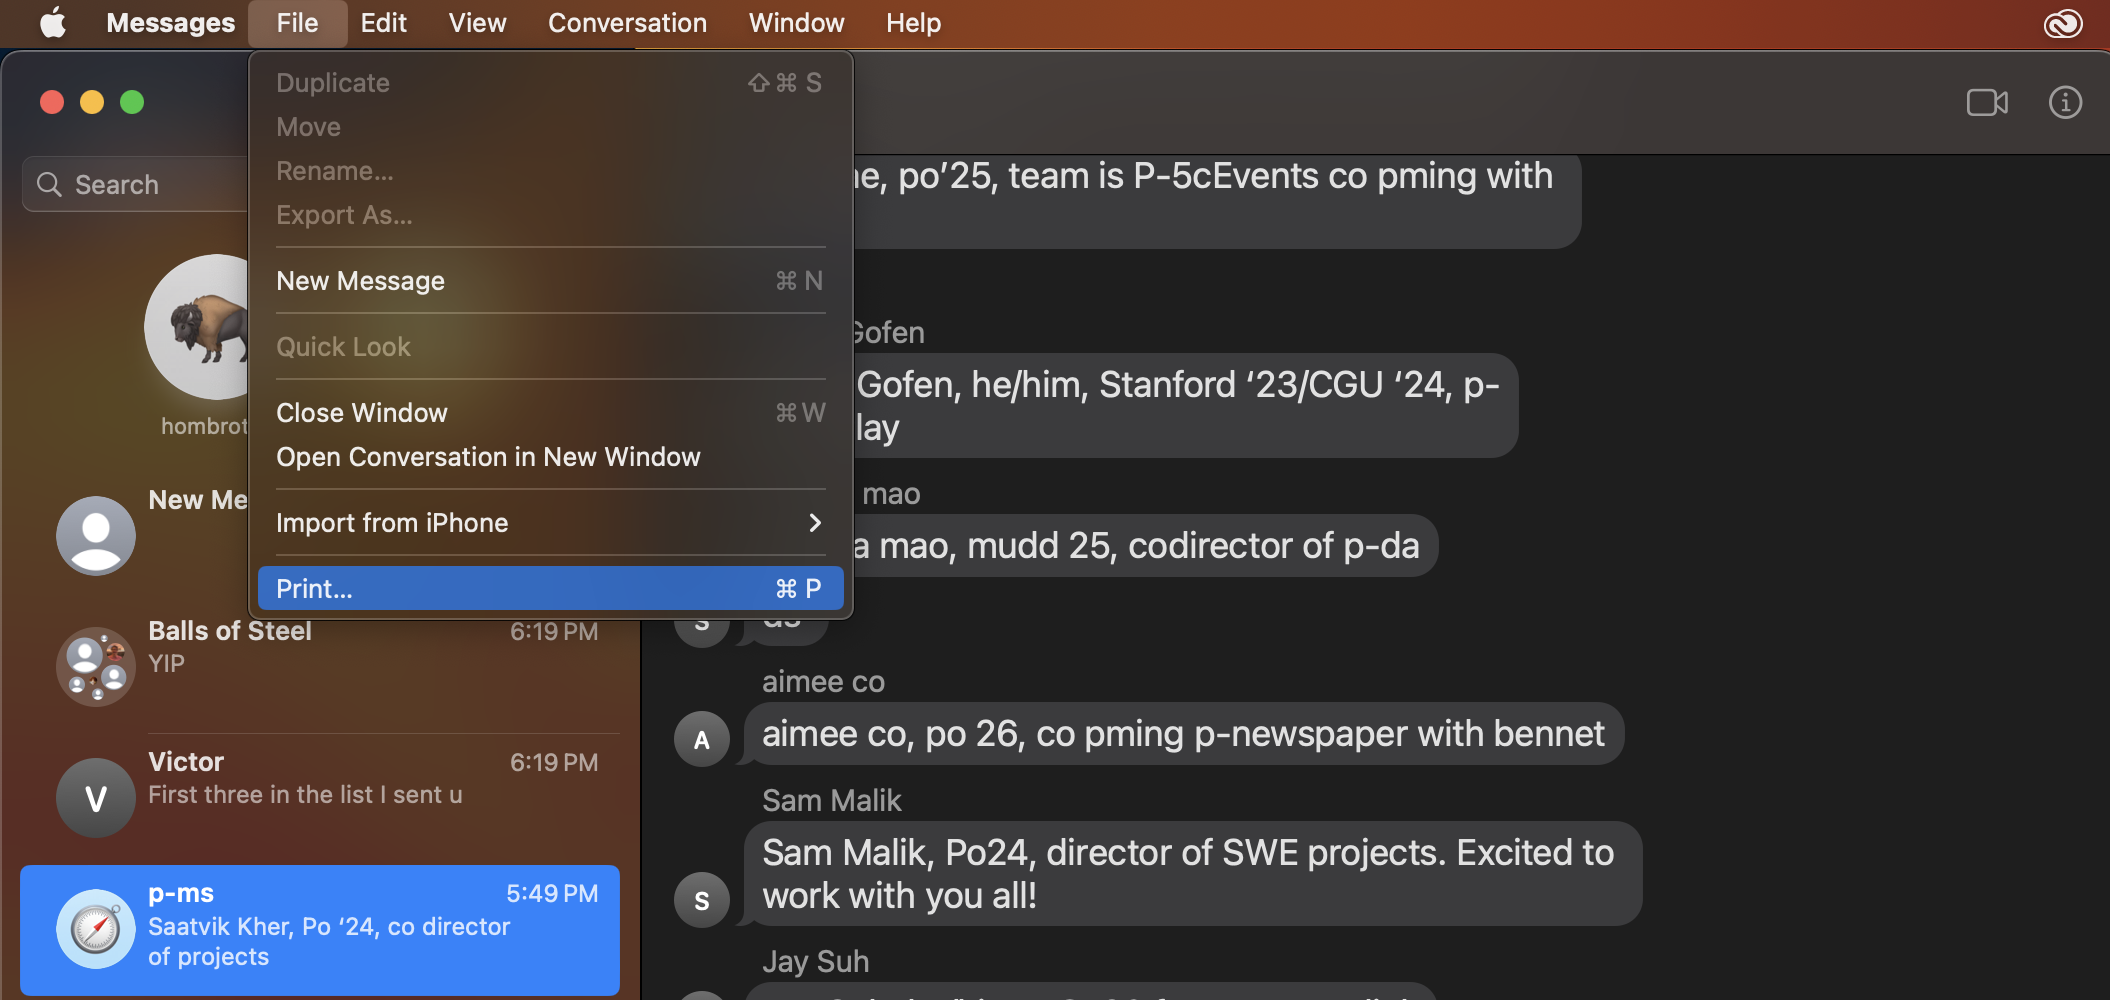 Messages File Edit View Conversation Window Help
Duplicate ⇧⌘ S
Move
Rename...
Export As...
New Message ⌘ N
Quick Look
Close Window ⌘ W
Open Conversation in New Window
Import from iPhone
Print... ⌘ P
Search
hombrot
New Me
Balls of Steel 6:19 PM
YIP
V
Victor 6:19 PM
First three in the list I sent u
p-ms 5:49 PM
Saatvik Kher, Po ‘24, co director
of projects
, po’25, team is P-5cEvents co pming with
Gofen
Gofen, he/him, Stanford ‘23/CGU ‘24, p-
lay
mao
a mao, mudd 25, codirector of p-da
S
ds
aimee co
A
aimee co, po 26, co pming p-newspaper with bennet
Sam Malik
Sam Malik, Po24, director of SWE projects. Excited to
S
work with you all!
Jay Suh